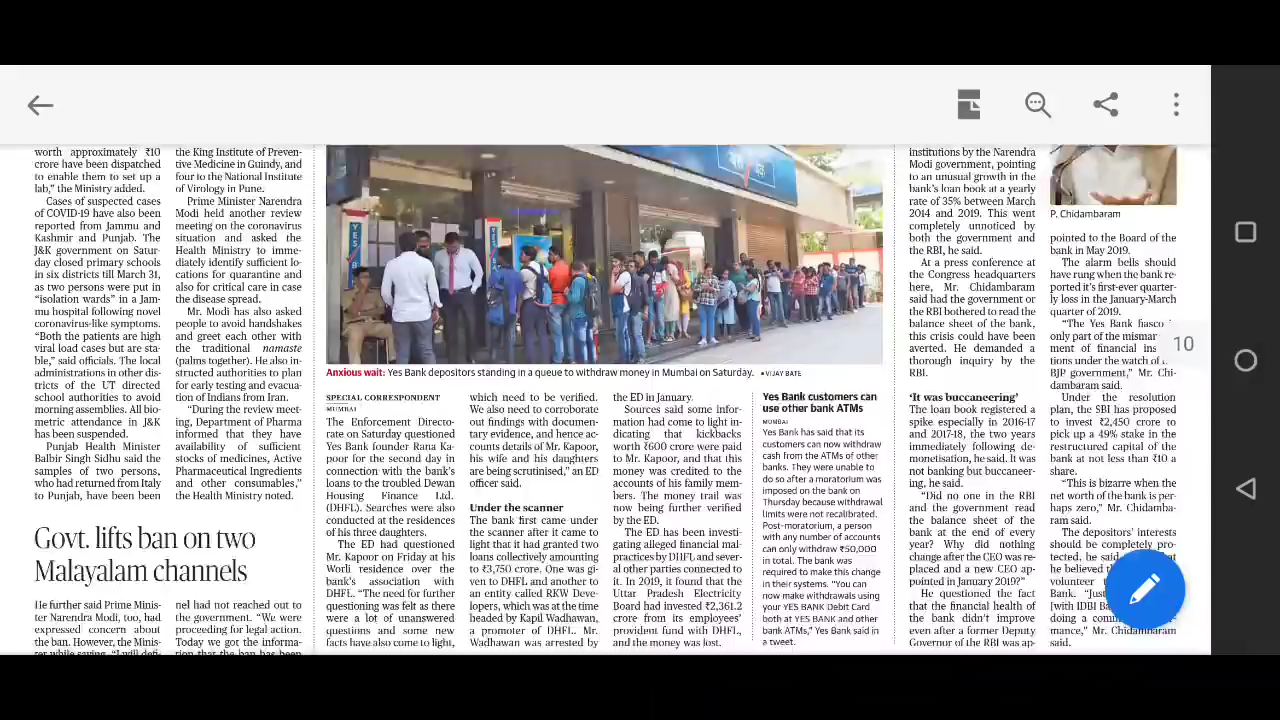 worth approximately ₹10
crore have been dispatched
to enable them to set up a
lab,” the Ministry added.
Cases of suspected cases
of COVID-19 have also been
reported from Jammu and
Kashmir and Punjab. The
J&K government on Satur-
day closed primary schools
in six districts till March 31,
as two persons were put in
“isolation wards” in a Jam-
mu hospital following novel
coronavirus-like symptoms.
“Both the patients are high
viral load cases but are sta-
ble,” said officials. The local
administrations in other dis-
tricts of the UT directed
school authorities to avoid
morning assemblies. All bio-
metric attendance in J&K
has been suspended.
Punjab Health Minister
Balbir Singh Sidhu said the
samples of two persons,
who had returned from Italy
to Punjab, have been been
the King Institute of Preven-
tive Medicine in Guindy, and
four to the National Institute
of Virology in Pune.
Prime Minister Narendra
Modi held another review
meeting on the coronavirus
situation and asked the
Health Ministry to imme-
diately identify sufficient lo-
cations for quarantine and
also for critical care in case
the disease spread.
Mr. Modi has also asked
people to avoid handshakes
and greet each other with
the traditional namaste
(palms together). He also in-
structed authorities to plan
for early testing and evacua-
tion of Indians from Iran.
“During the review meet-
ing, Department of Pharma
informed that they have
availability of sufficient
stocks of medicines, Active
Pharmaceutical Ingredients
and other consumables,”
the Health Ministry noted.
Govt. lifts ban on two
Malayalam channels
He further said Prime Minis-
ter Narendra Modi, too, had
expressed concern about
the ban. However, the Minis-
ter while saying, “I will defi-
nel had not reached out to
the government. “We were
proceeding for legal action.
Today we got the informa-
tion that the ban has been
Anxious wait: Yes Bank depositors standing in a queue to withdraw money in Mumbai on Saturday. ▪VIJAY BATE
SPECIAL CORRESPONDENT
MUMBAI
The Enforcement Directo-
rate on Saturday questioned
Yes Bank founder Rana Ka-
poor for the second day in
connection with the bank’s
loans to the troubled Dewan
Housing Finance Ltd.
(DHFL). Searches were also
conducted at the residences
of his three daughters.
The ED had questioned
Mr. Kapoor on Friday at his
Worli residence over the
bank’s association with
DHFL. “The need for further
questioning was felt as there
were a lot of unanswered
questions and some new
facts have also come to light,
which need to be verified.
We also need to corroborate
out findings with documen-
tary evidence, and hence ac-
counts details of Mr. Kapoor,
his wife and his daughters
are being scrutinised,” an ED
officer said.
Under the scanner
The bank first came under
the scanner after it came to
light that it had granted two
loans collectively amounting
to ₹3,750 crore. One was gi-
ven to DHFL and another to
an entity called RKW Deve-
lopers, which was at the time
headed by Kapil Wadhawan,
a promoter of DHFL. Mr.
Wadhawan was arrested by
the ED in January.
Sources said some infor-
mation had come to light in-
dicating that kickbacks
worth ₹600 crore were paid
to Mr. Kapoor, and that this
money was credited to the
accounts of his family mem-
bers. The money trail was
now being further verified
by the ED.
The ED has been investi-
gating alleged financial mal-
practices by DHFL and sever-
al other parties connected to
it. In 2019, it found that the
Uttar Pradesh Electricity
Board had invested ₹2,361.2
crore from its employees’
provident fund with DHFL,
and the money was lost.
Yes Bank customers can
use other bank ATMs
MUMBAI
Yes Bank has said that its
customers can now withdraw
cash from the ATMs of other
banks. They were unable to
do so after a moratorium was
imposed on the bank on
Thursday because withdrawal
limits were not recalibrated.
Post-moratorium, a person
with any number of accounts
can only withdraw ₹50,000
in total. The bank was
required to make this change
in their systems. “You can
now make withdrawals using
your YES BANK Debit Card
both at YES BANK and other
bank ATMs,” Yes Bank said in
a tweet.
institutions by the Narendra
Modi government, pointing
to an unusual growth in the
bank’s loan book at a yearly
rate of 35% between March
2014 and 2019. This went
completely unnoticed by
both the government and
the RBI, he said.
At a press conference at
the Congress headquarters
here, Mr. Chidambaram
said had the government or
the RBI bothered to read the
balance sheet of the bank,
this crisis could have been
averted. He demanded a
thorough inquiry by the
RBI.
‘It was buccaneering’
The loan book registered a
spike especially in 2016-17
and 2017-18, the two years
immediately following de-
monetisation, he said. It was
not banking but buccaneer-
ing, he said.
“Did no one in the RBI
and the government read
the balance sheet of the
bank at the end of every
year? Why did nothing
change after the CEO was re-
placed and a new CEO ap-
pointed in January 2019?”
He questioned the fact
that the financial health of
the bank didn’t improve
even after a former Deputy
Governor of the RBI was ap-
P. Chidambaram
pointed to the Board of the
bank in May 2019.
The alarm bells should
have rung when the bank re-
ported it’s first-ever quarter-
ly loss in the January-March
quarter of 2019.
“The Yes Bank fiasco
only part of the mismar
ment of financial ins
tions under the watch of
BJP government,” Mr. Chi-
dambaram said.
Under the resolution
plan, the SBI has proposed
to invest ₹2,450 crore to
pick up a 49% stake in the
restructured capital of the
bank at not less than ₹10 a
share.
“This is bizarre when the
net worth of the bank is per-
haps zero,” Mr. Chidamba-
ram said.
The depositors’ interests
should be completely pro-
tected, he said
he believed
volunteer
Bank. “Just
[with IDBI
doing a
mance,” Mr. Chidambaram
said.
10